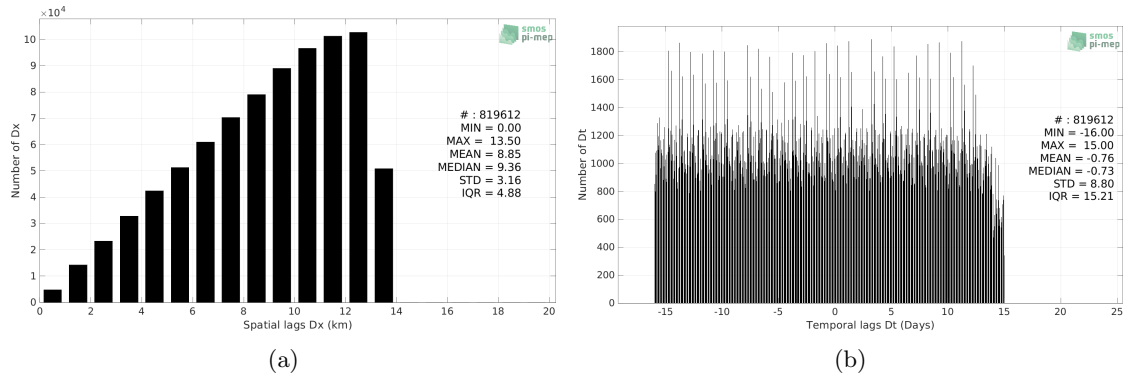 ×10⁴
10
9
8
7
6
5
4
3
2
1
0
Number of Dx
0 2 4 6 8 10 12 14 16 18 20
Spatial lags Dx (km)
smos
pi-mep
# : 819612
MIN = 0.00
MAX = 13.50
MEAN = 8.85
MEDIAN = 9.36
STD = 3.16
IQR = 4.88
(a)
1800
1600
1400
1200
1000
800
600
400
200
0
Number of Dt
-15 -10 -5 0 5 10 15 20 25
Temporal lags Dt (Days)
smos
pi-mep
# : 819612
MIN = -16.00
MAX = 15.00
MEAN = -0.76
MEDIAN = -0.73
STD = 8.80
IQR = 15.21
(b)